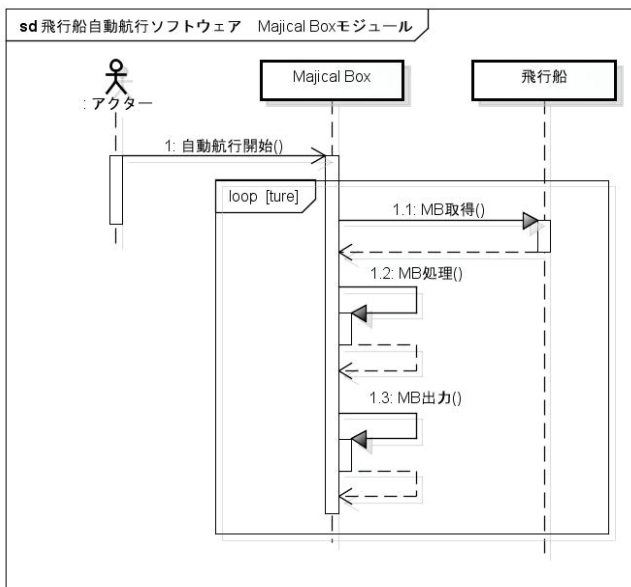 sd 飛行船自動航行ソフトウェア Majical Boxモジュール
: アクター
Majical Box
飛行船
1: 自動航行開始()
loop [ture]
1.1: MB取得()
1.2: MB処理()
1.3: MB出力()